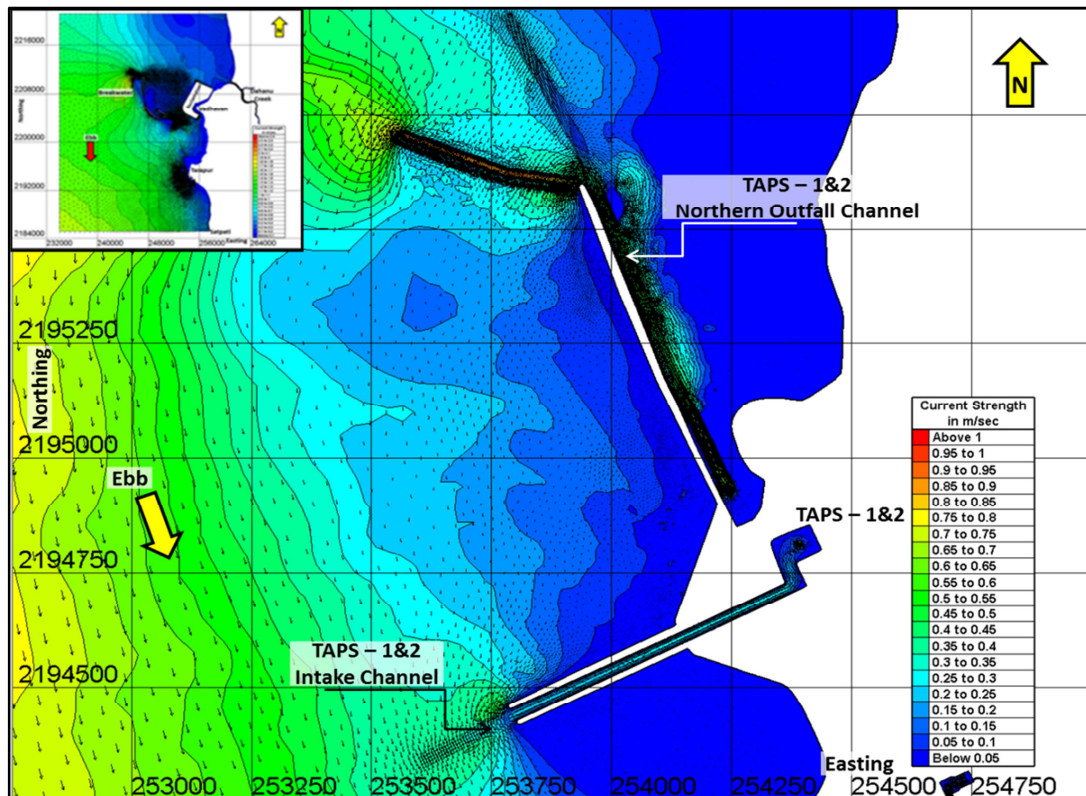 2216000
2208000
2200000
2192000
2184000
Northing
232000
240000
248000
256000
264000
Easting
Breakwater
Creek
Ebb
Satpati
Current Strength
N
TAPS – 1&2
Northern Outfall Channel
2195250
2195000
2194750
2194500
Northing
Ebb
TAPS – 1&2
TAPS – 1&2
Intake Channel
Current Strength
in m/sec
Above 1
0.95 to 1
0.9 to 0.95
0.85 to 0.9
0.8 to 0.85
0.75 to 0.8
0.7 to 0.75
0.65 to 0.7
0.6 to 0.65
0.55 to 0.6
0.5 to 0.55
0.45 to 0.5
0.4 to 0.45
0.35 to 0.4
0.3 to 0.35
0.25 to 0.3
0.2 to 0.25
0.15 to 0.2
0.1 to 0.15
0.05 to 0.1
Below 0.05
Easting
253000
253250
253500
253750
254000
254250
254500
254750